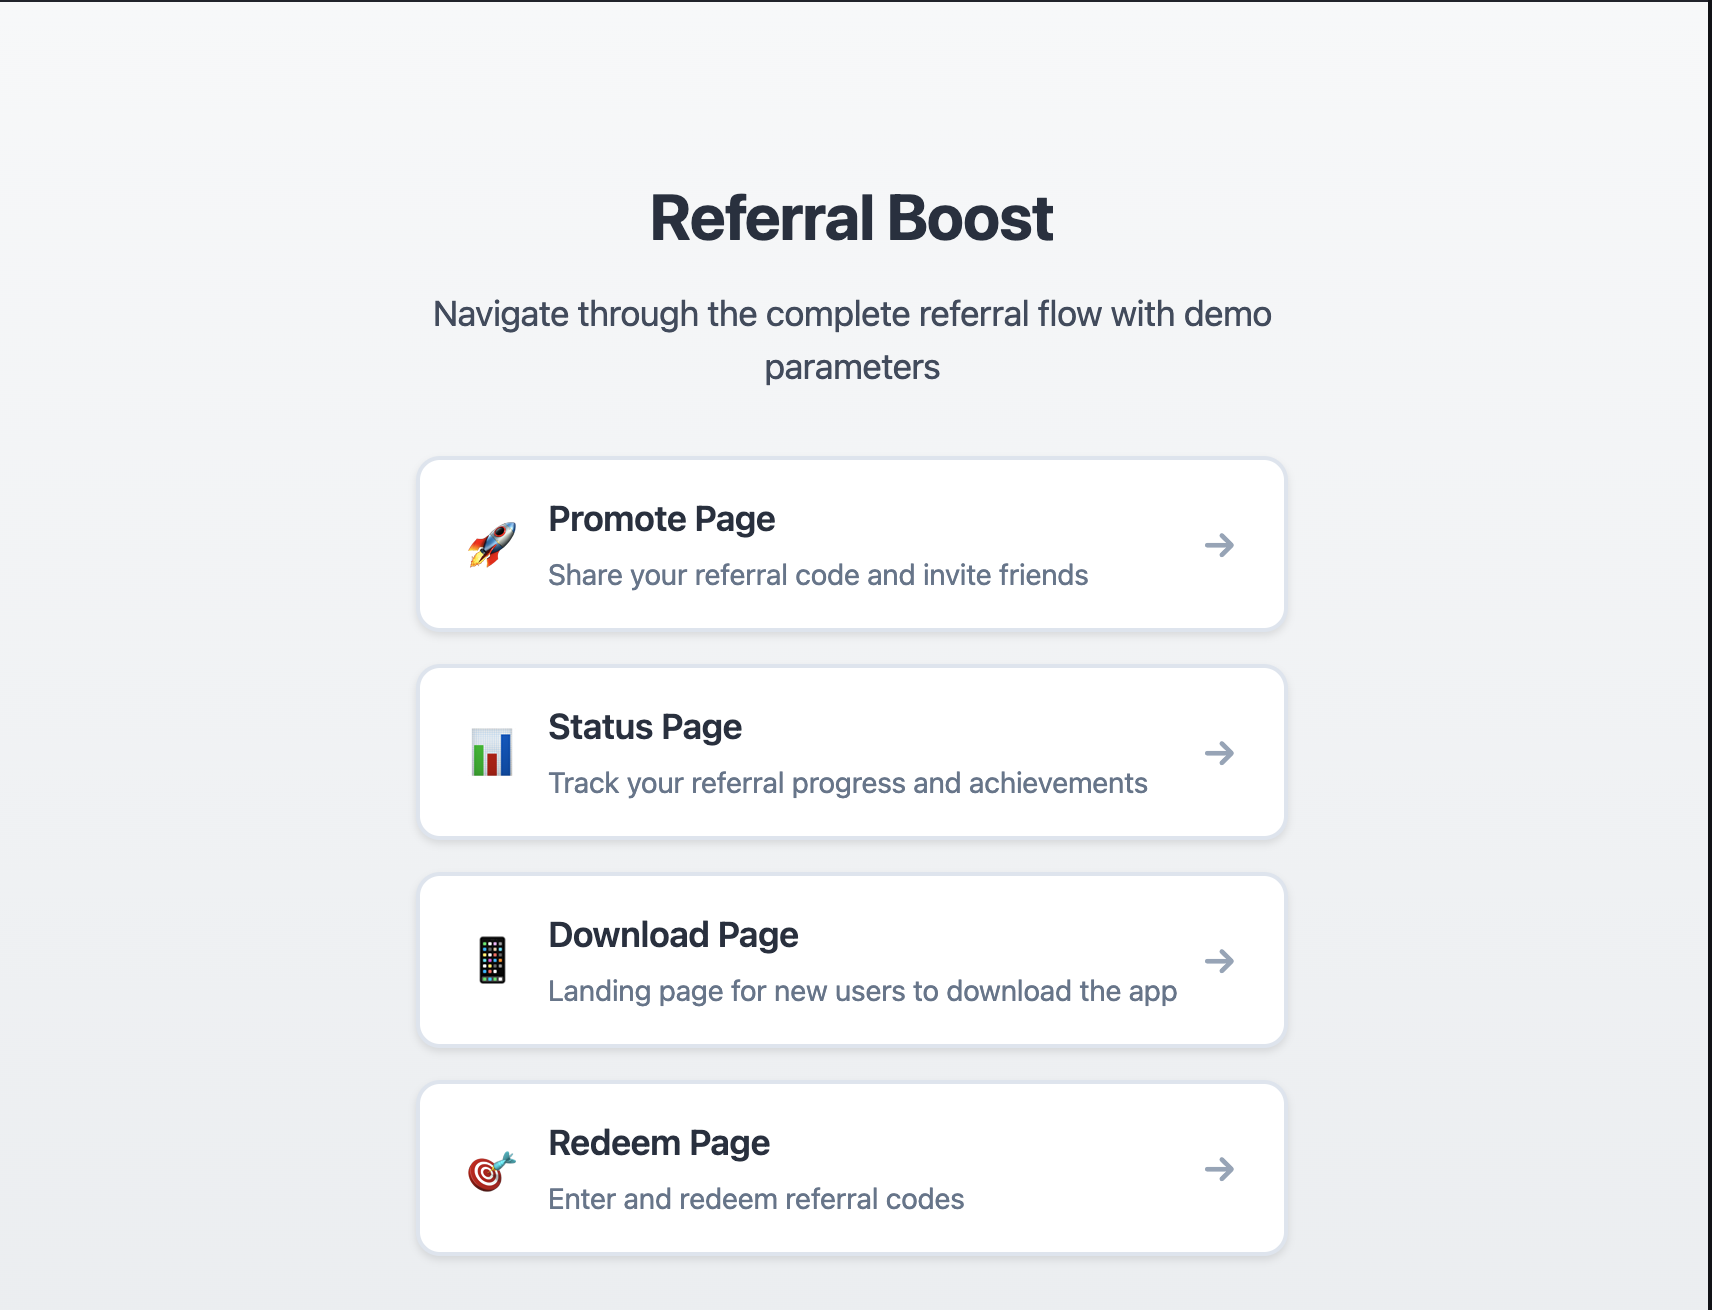 Referral Boost
Navigate through the complete referral flow with demo
parameters
Promote Page
Share your referral code and invite friends
Status Page
Track your referral progress and achievements
Download Page
Landing page for new users to download the app
Redeem Page
Enter and redeem referral codes